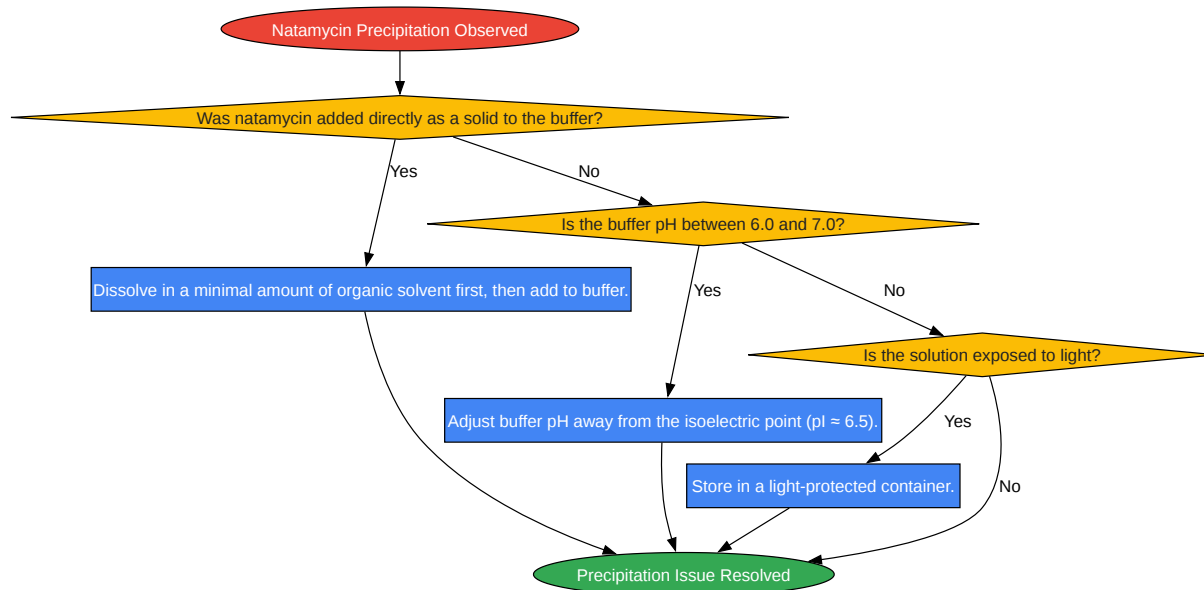 Natamycin Precipitation Observed
Was natamycin added directly as a solid to the buffer?
Yes
No
Is the buffer pH between 6.0 and 7.0?
Dissolve in a minimal amount of organic solvent first, then add to buffer.
Yes
No
Is the solution exposed to light?
Adjust buffer pH away from the isoelectric point (pI ≈ 6.5).
Yes
Store in a light-protected container.
No
Precipitation Issue Resolved